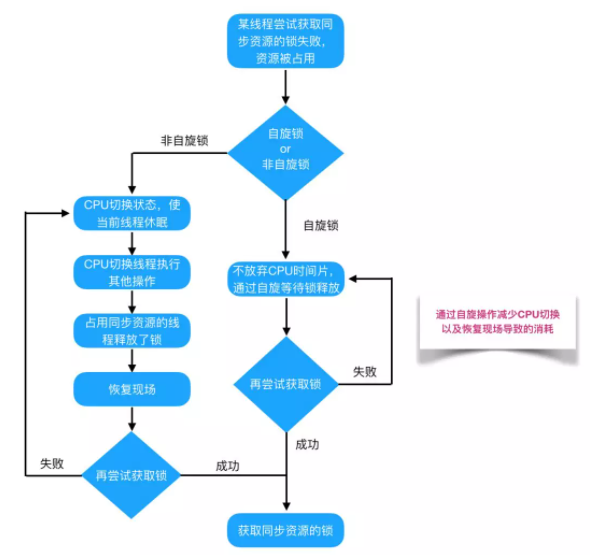 某线程尝试获取同
步资源的锁失败，
资源被占用
自旋锁
or
非自旋锁
非自旋锁
自旋锁
CPU切换状态，使
当前线程休眠
CPU切换线程执行
其他操作
占用同步资源的线
程释放了锁
恢复现场
再尝试获取锁
失败
成功
不放弃CPU时间片，
通过自旋等待锁释放
再尝试获取锁
失败
成功
获取同步资源的锁
通过自旋操作减少CPU切换
以及恢复现场导致的消耗